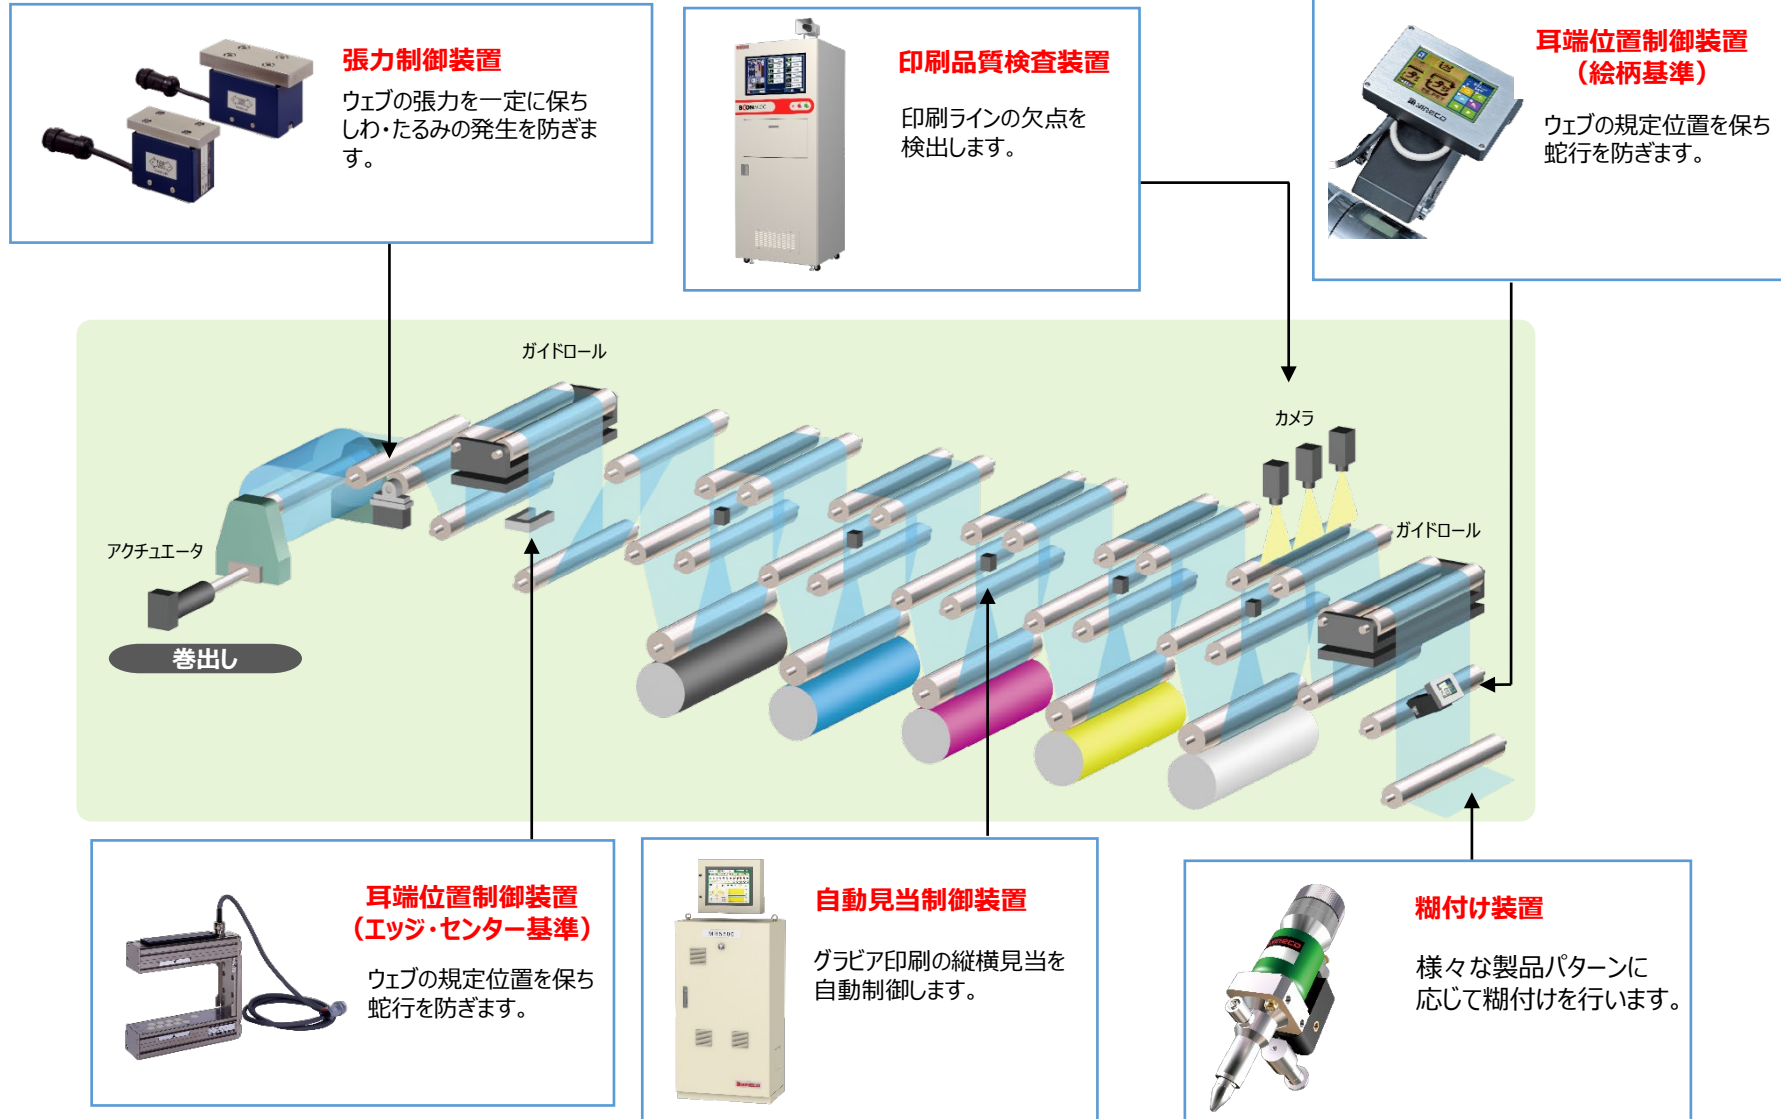 張力制御装置
ウェブの張力を一定に保ち
しわ・たるみの発生を防ぎま
す。
印刷品質検査装置
印刷ラインの欠点を
検出します。
耳端位置制御装置
（絵柄基準）
ウェブの規定位置を保ち
蛇行を防ぎます。
ガイドロール
カメラ
ガイドロール
アクチュエータ
巻出し
耳端位置制御装置
（エッジ・センター基準）
ウェブの規定位置を保ち
蛇行を防ぎます。
自動見当制御装置
グラビア印刷の縦横見当を
自動制御します。
糊付け装置
様々な製品パターンに
応じて糊付けを行います。